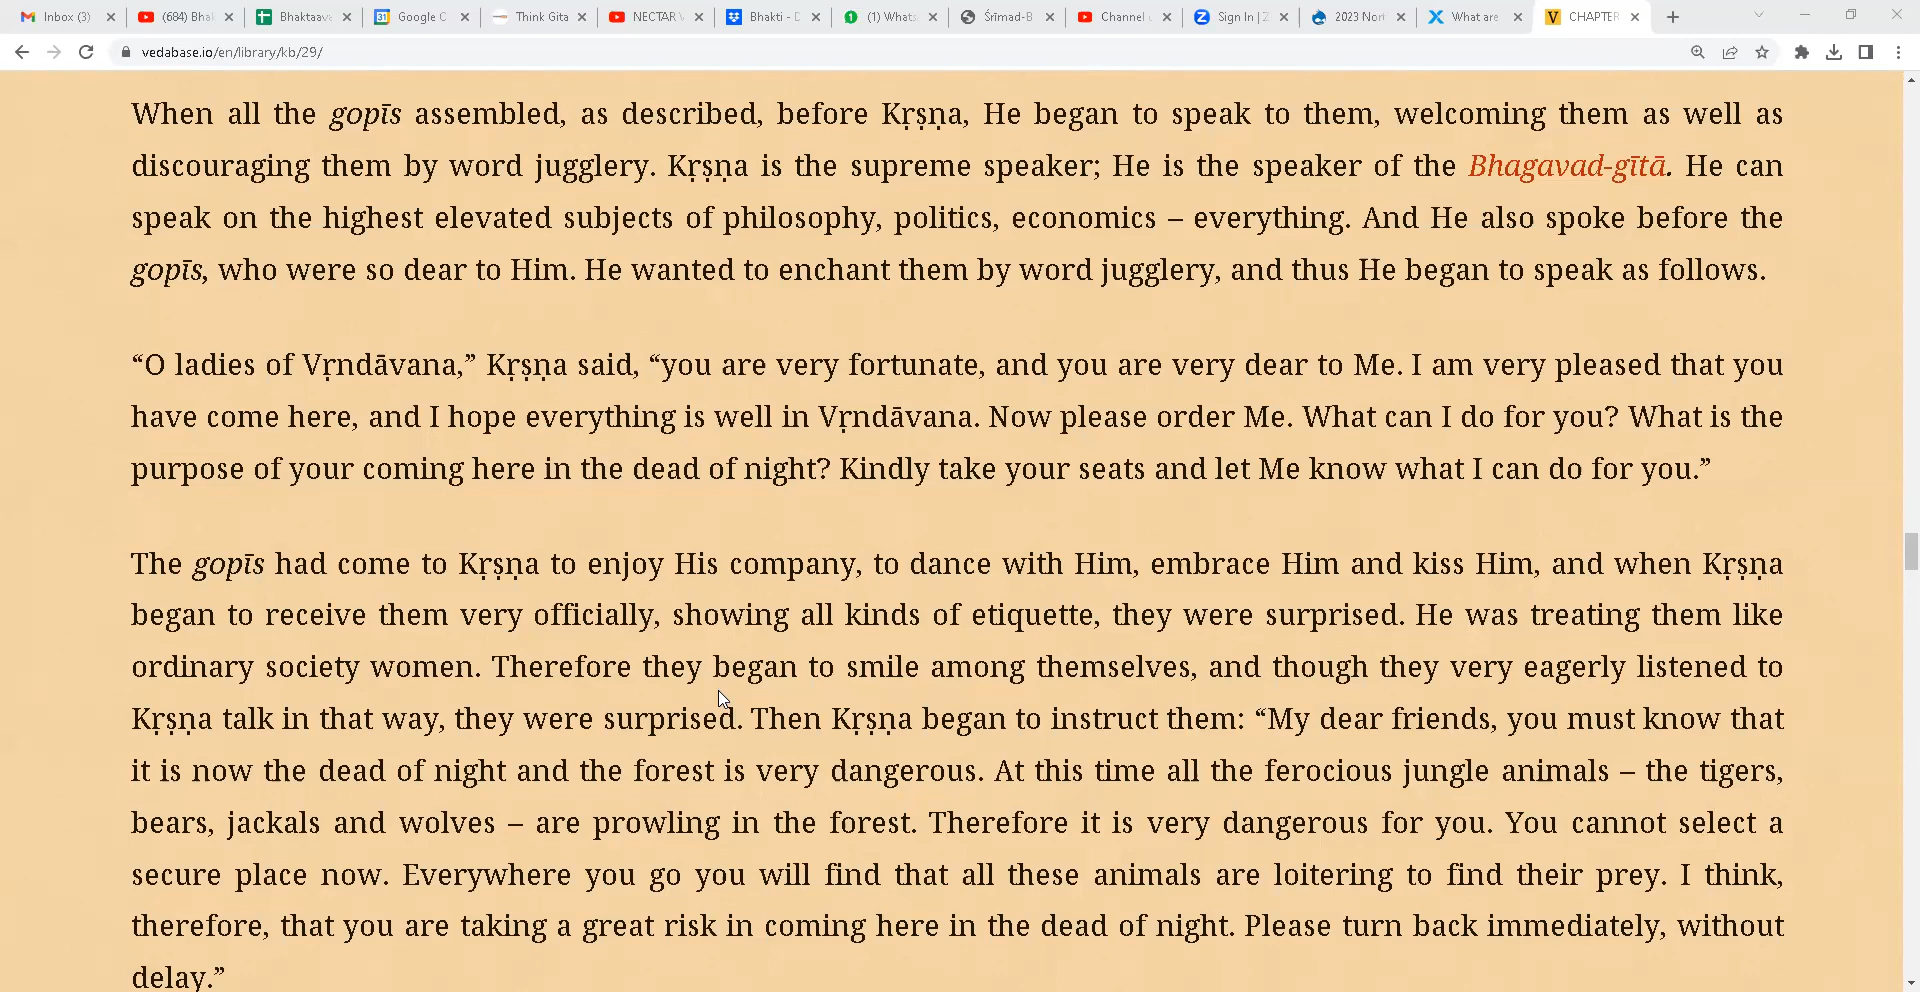 Inbox (3)
(684) Bhal
Bhaktaav
Google C
Think Gita
NECTAR
Bhakti - D
(1) Whats
Śrīmad-B
Channel
Sign In | Z
2023 Nor
What are
CHAPTER
vedabase.io/en/library/kb/29/
When all the gopīs assembled, as described, before Kṛṣṇa, He began to speak to them, welcoming them as well as
discouraging them by word jugglery. Kṛṣṇa is the supreme speaker; He is the speaker of the Bhagavad-gītā. He can
speak on the highest elevated subjects of philosophy, politics, economics – everything. And He also spoke before the
gopīs, who were so dear to Him. He wanted to enchant them by word jugglery, and thus He began to speak as follows.
“O ladies of Vṛndāvana,” Kṛṣṇa said, “you are very fortunate, and you are very dear to Me. I am very pleased that you
have come here, and I hope everything is well in Vṛndāvana. Now please order Me. What can I do for you? What is the
purpose of your coming here in the dead of night? Kindly take your seats and let Me know what I can do for you.”
The gopīs had come to Kṛṣṇa to enjoy His company, to dance with Him, embrace Him and kiss Him, and when Kṛṣṇa
began to receive them very officially, showing all kinds of etiquette, they were surprised. He was treating them like
ordinary society women. Therefore they began to smile among themselves, and though they very eagerly listened to
Kṛṣṇa talk in that way, they were surprised. Then Kṛṣṇa began to instruct them: “My dear friends, you must know that
it is now the dead of night and the forest is very dangerous. At this time all the ferocious jungle animals – the tigers,
bears, jackals and wolves – are prowling in the forest. Therefore it is very dangerous for you. You cannot select a
secure place now. Everywhere you go you will find that all these animals are loitering to find their prey. I think,
therefore, that you are taking a great risk in coming here in the dead of night. Please turn back immediately, without
delay.”